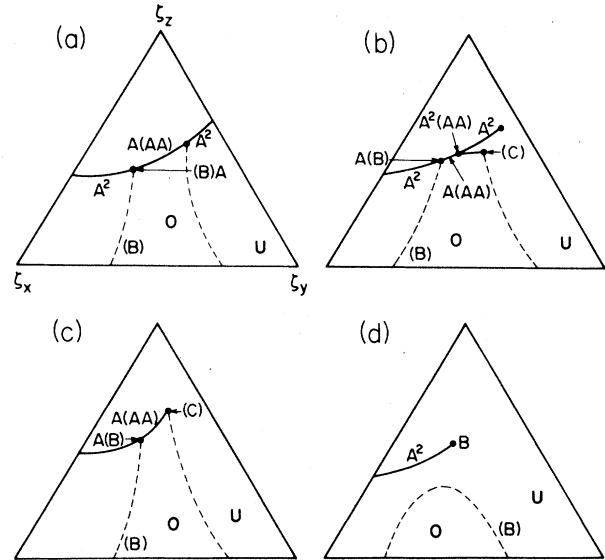 (a)
ζz
A(AA)
A²
(B)A
A²
(B)
O
U
ζx
ζy
(b)
A²(AA)
A²
A(B)
(C)
A²
A(AA)
(B)
O
U
(c)
A(AA)
(C)
A(B)
(B)
O
U
(d)
A²
B
O
(B)
U